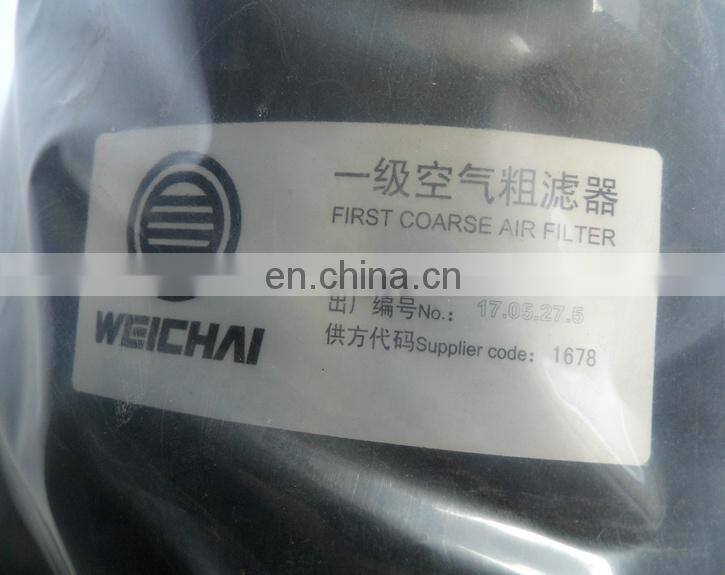 一级空气粗滤器
FIRST COARSE AIR FILTER
en.china.cn
WEICHAI
出厂编号No.: 17.05.27.5
供方代码Supplier code: 1678